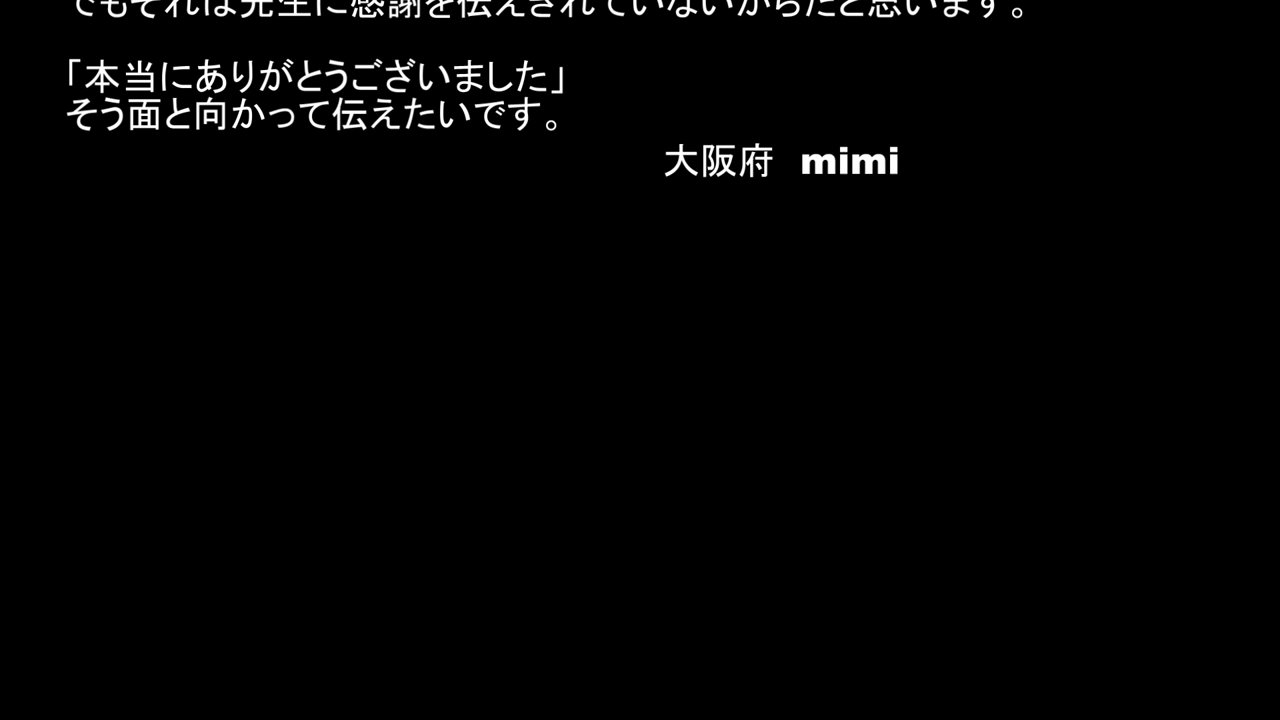 でもそれは先生に感謝を伝えきれていないからだと思います。
「本当にありがとうございました」
そう面と向かって伝えたいです。
大阪府　mimi